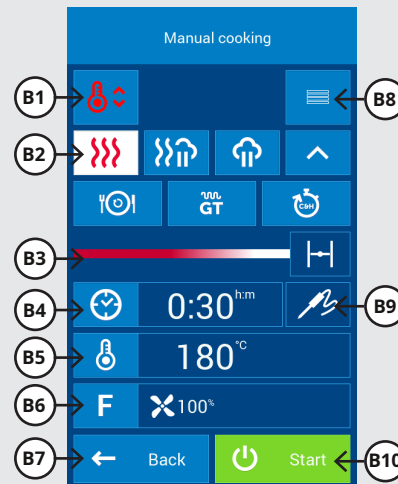 Manual cooking
B1
B8
B2
GT
C&H
B3
B4
0:30 h:m
B9
B5
180 °C
B6
F
100%
B7
Back
Start
B10